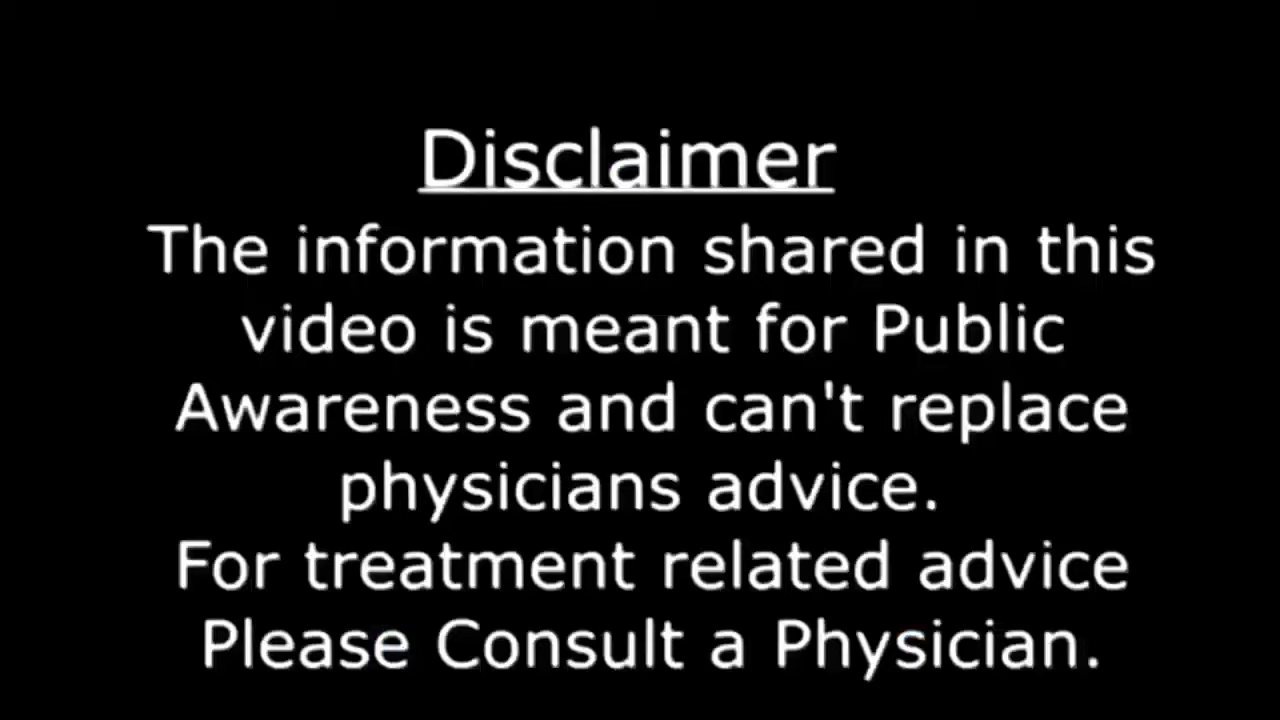 Disclaimer
The information shared in this
video is meant for Public
Awareness and can't replace
physicians advice.
For treatment related advice
Please Consult a Physician.